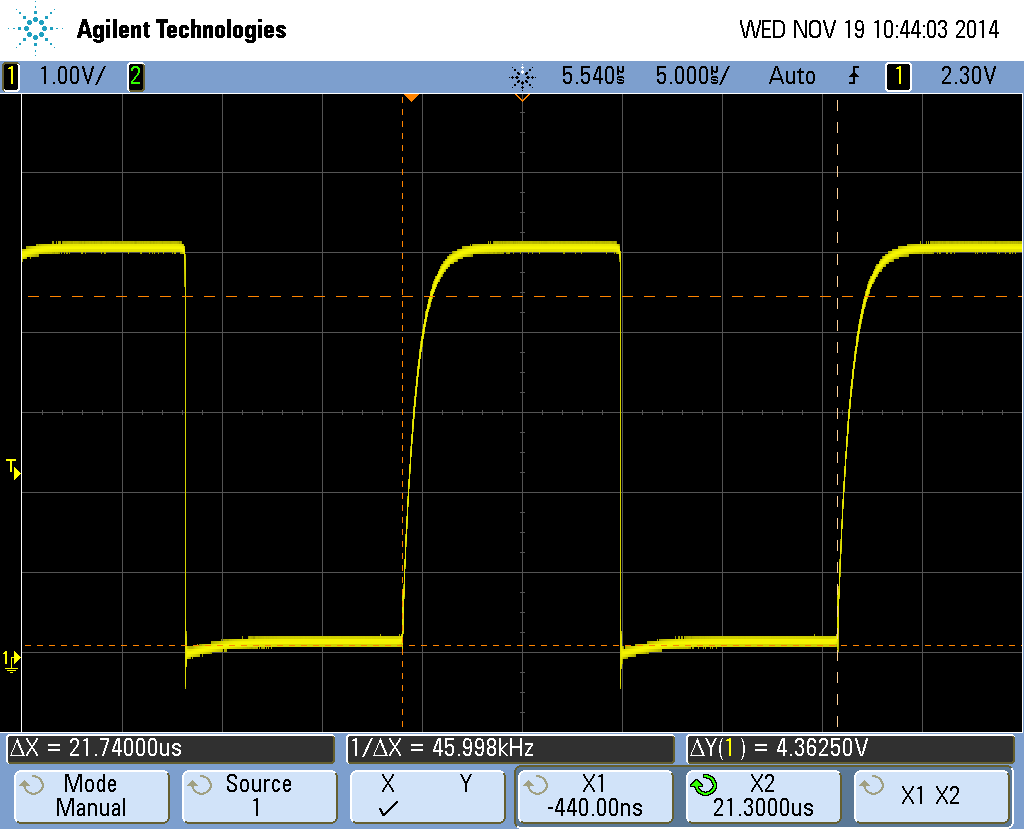 Agilent Technologies WED NOV 19 10:44:03 2014
1 1.00V/ 2 5.540µs 5.000µs/ Auto 1 2.30V
T
1
ΔX = 21.74000us 1/ΔX = 45.998kHz ΔY(1) = 4.36250V
Mode Source X Y X1 X2 X1 X2
Manual 1 ✓ -440.00ns 21.3000us